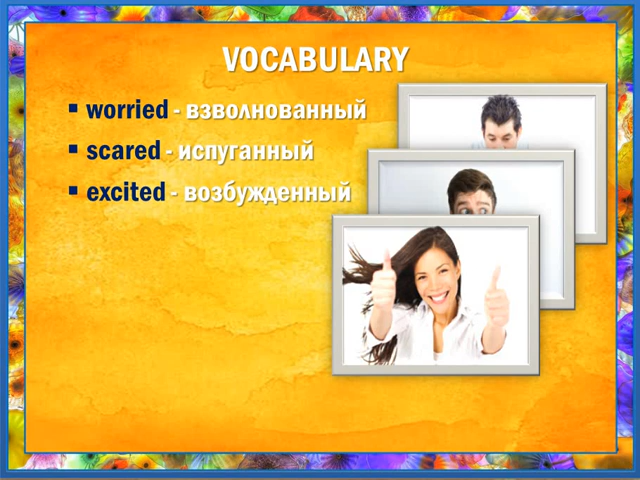 VOCABULARY
▪ worried - взволнованный
▪ scared - испуганный
▪ excited - возбужденный